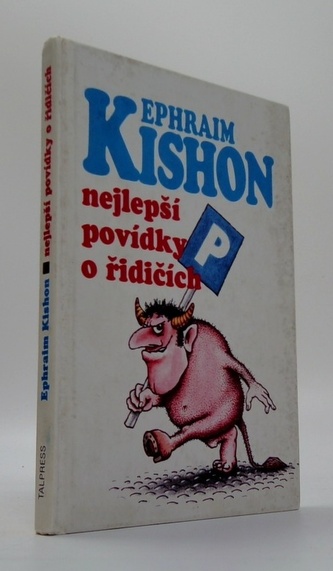 EPHRAIM
KISHON
nejlepší
povídky
o řidičích
P
Ephraim Kishon ■ nejlepší povídky o řidičích
TALPRESS